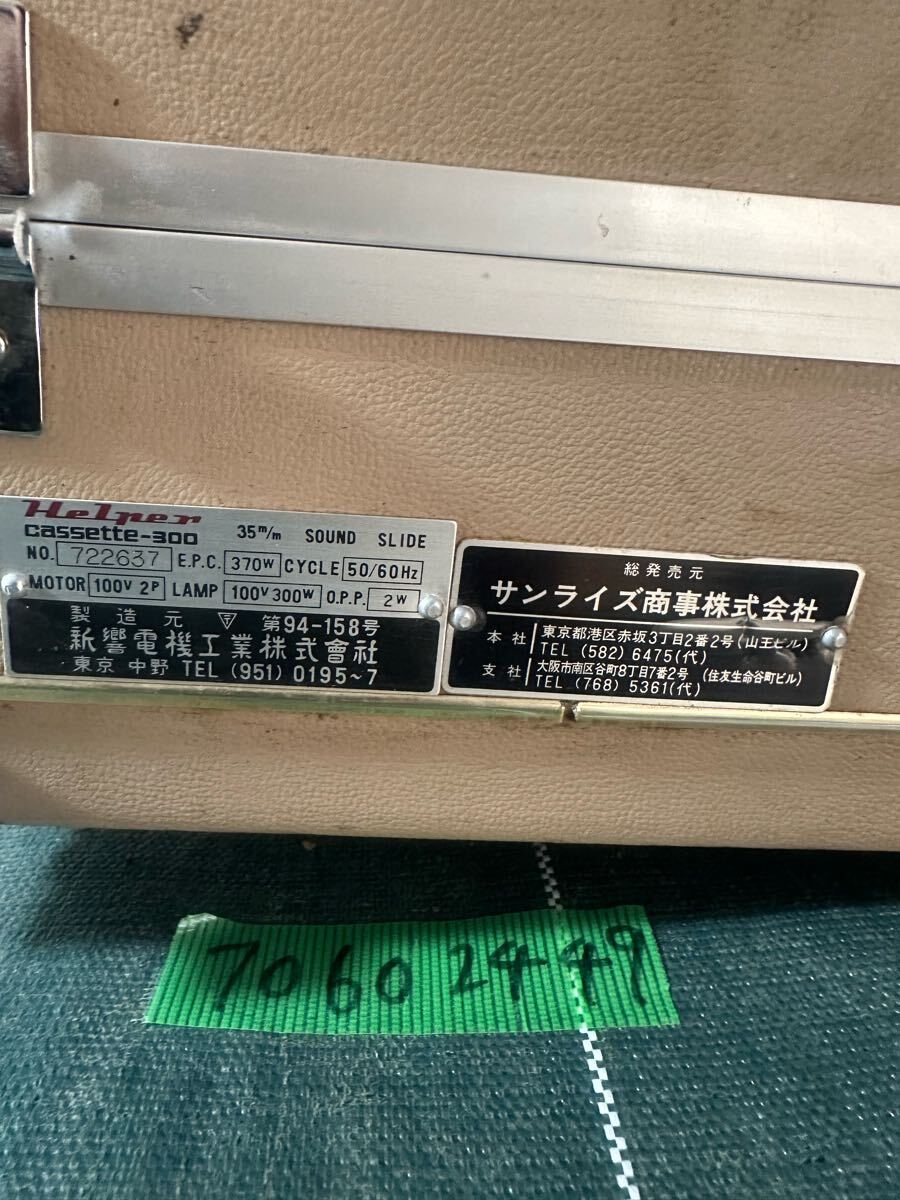 Helper
cassette-300 35m/m SOUND SLIDE
NO. 722637 E.P.C. 370W CYCLE 50/60Hz
MOTOR 100V 2P LAMP 100V 300W O.P.P. 2W
製造元 〒 第94-158号
新響電機工業株式會社
東京 中野 TEL (951) 0195~7
総発売元
サンライズ商事株式会社
本社 東京都港区赤坂3丁目2番2号(山王ビル)
TEL (582) 6475(代)
支社 大阪市南区谷町8丁目7番2号 (住友生命谷町ビル)
TEL (768) 5361(代)
7060 2449